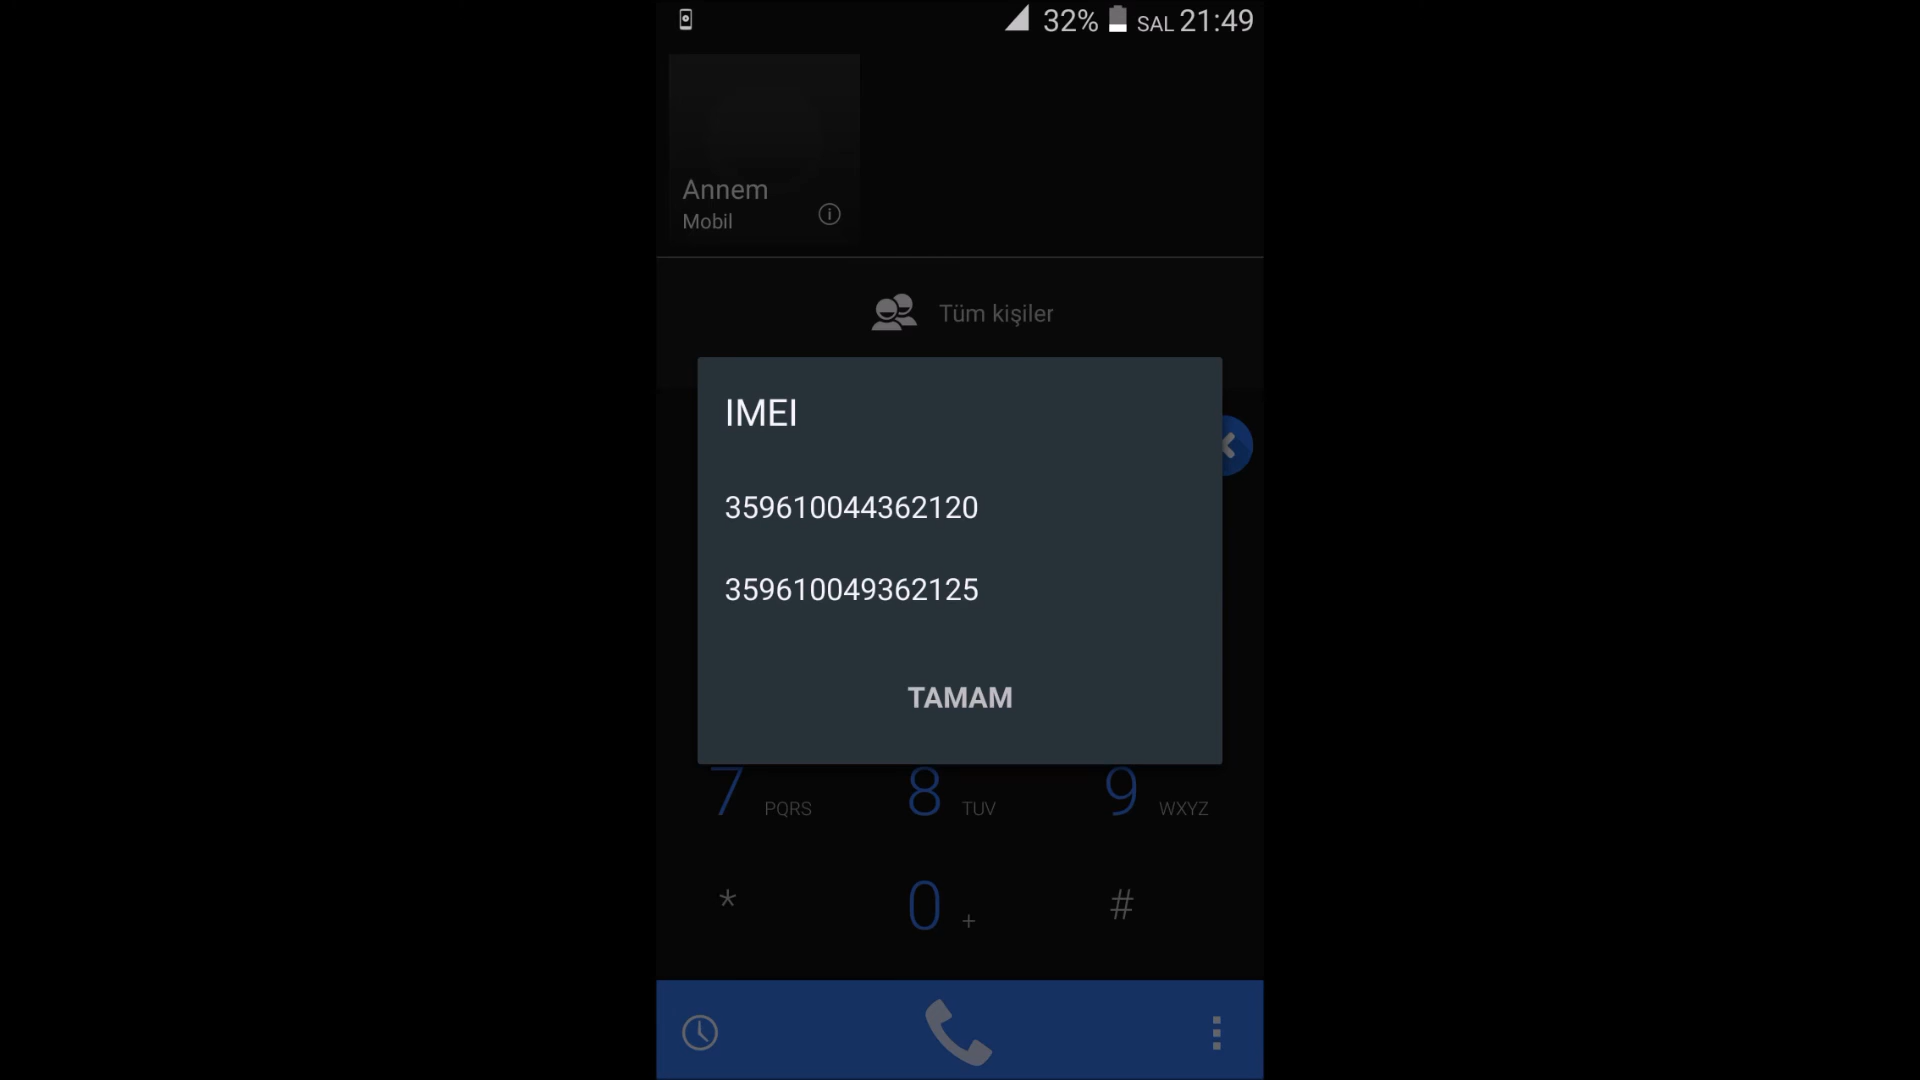 32% SAL 21:49
Annem
Mobil
Tüm kişiler
IMEI
359610044362120
359610049362125
TAMAM
7 PQRS 8 TUV 9 WXYZ
* 0 + #